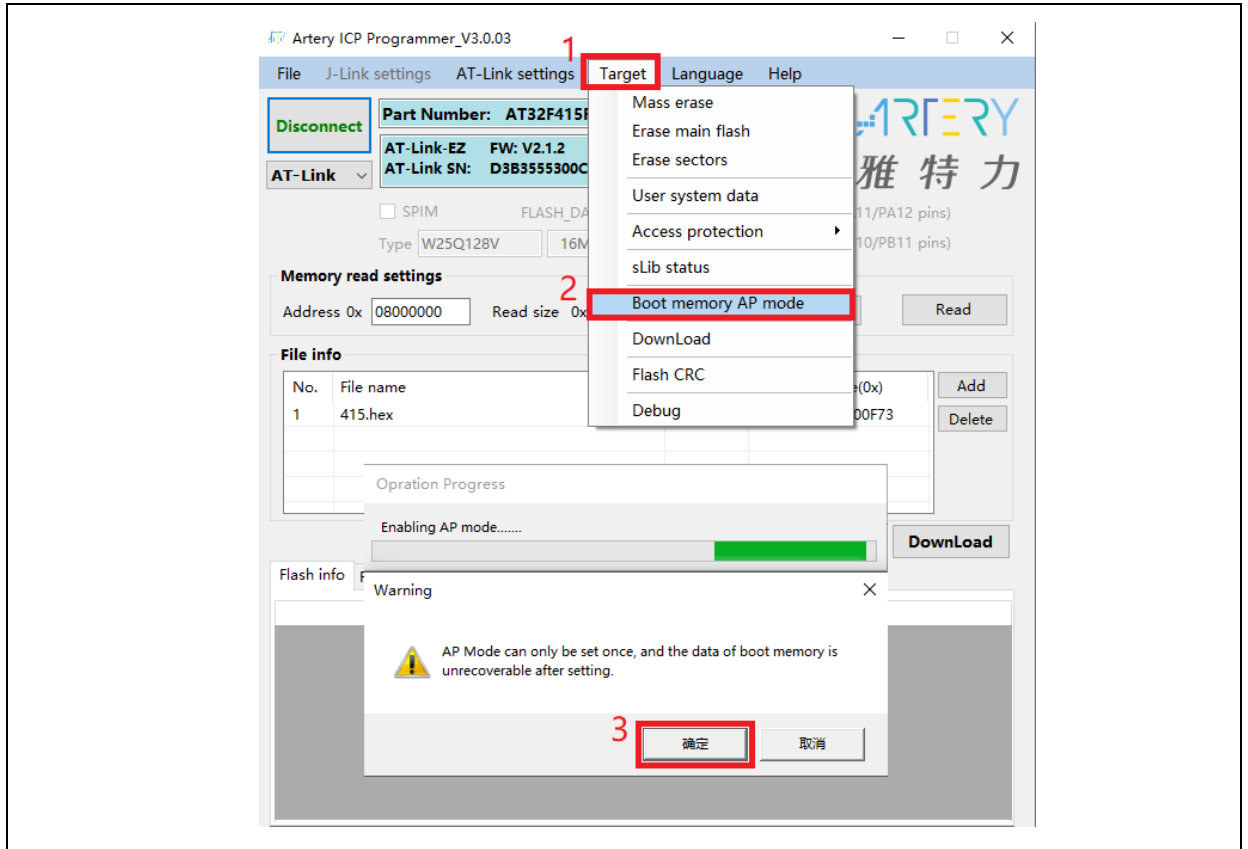 Artery ICP Programmer_V3.0.03
1
File J-Link settings AT-Link settings Target Language Help
Disconnect
Part Number: AT32F415
AT-Link-EZ FW: V2.1.2
AT-Link SN: D3B3555300C
AT-Link
ARTERY
雅特力
Mass erase
Erase main flash
Erase sectors
User system data
Access protection
sLib status
2
Boot memory AP mode
DownLoad
Flash CRC
Debug
SPIM FLASH_DA 11/PA12 pins)
Type W25Q128V 16M 10/PB11 pins)
Memory read settings
Address 0x 08000000 Read size 0x Read
File info
No. File name e(0x) Add
1 415.hex 00F73 Delete
Opration Progress
Enabling AP mode.......
DownLoad
Flash info
Warning
AP Mode can only be set once, and the data of boot memory is
unrecoverable after setting.
3
确定 取消